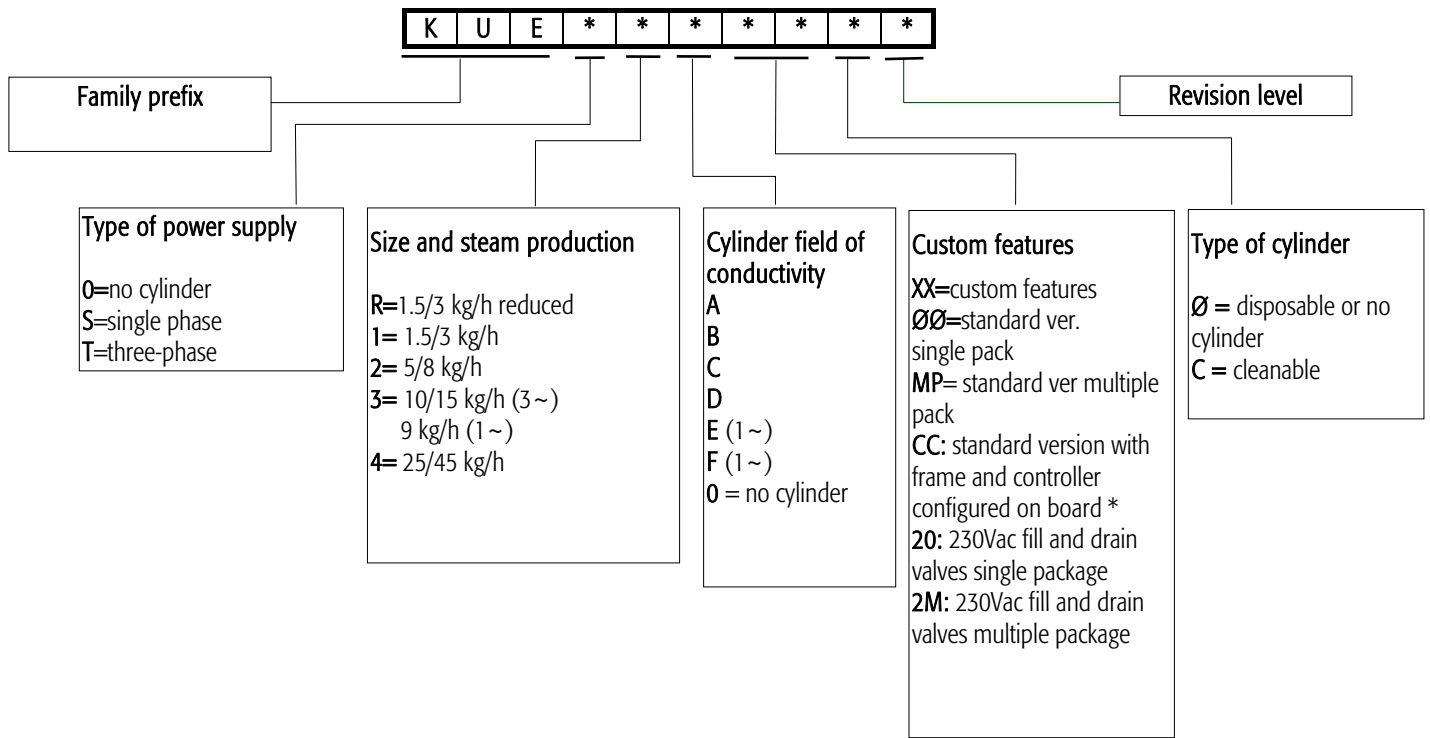 K U E * * * * * * *
Family prefix
Revision level
Type of power supply
0=no cylinder
S=single phase
T=three-phase
Size and steam production
R=1.5/3 kg/h reduced
1= 1.5/3 kg/h
2= 5/8 kg/h
3= 10/15 kg/h (3~)
9 kg/h (1~)
4= 25/45 kg/h
Cylinder field of
conductivity
A
B
C
D
E (1~)
F (1~)
0 = no cylinder
Custom features
XX=custom features
ØØ=standard ver.
single pack
MP= standard ver multiple
pack
CC: standard version with
frame and controller
configured on board *
20: 230Vac fill and drain
valves single package
2M: 230Vac fill and drain
valves multiple package
Type of cylinder
Ø = disposable or no
cylinder
C = cleanable